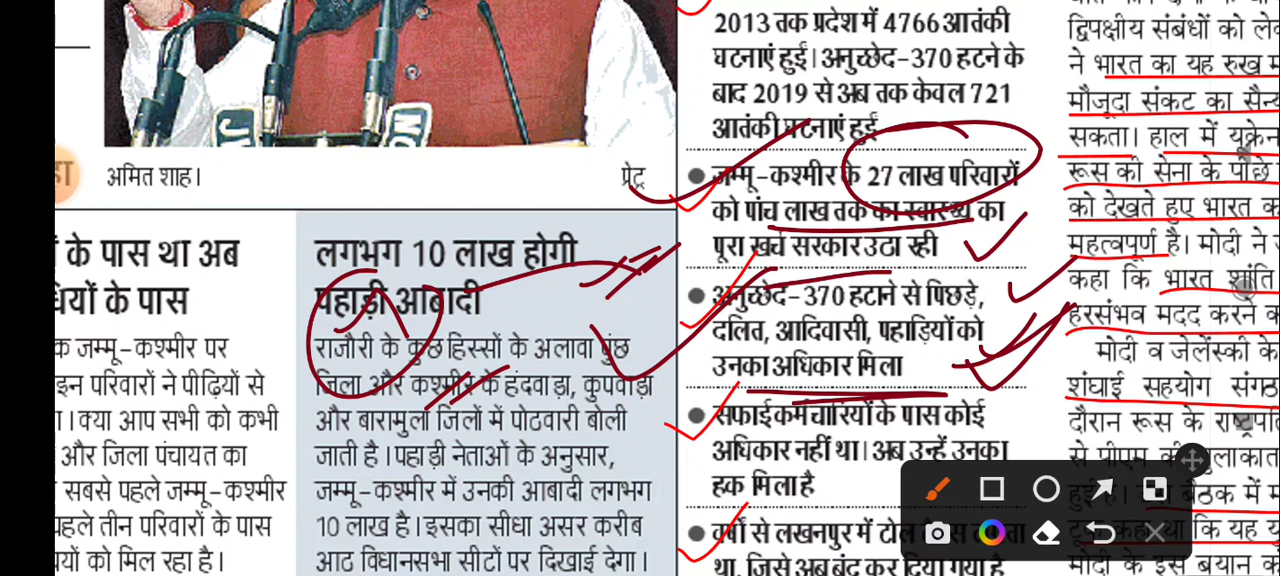 अमित शाह।
प्रेट्र
के पास था अब
के पास
क जम्मू-कश्मीर पर
इन परिवारों ने पीढ़ियों से
। क्या आप सभी को कभी
और जिला पंचायत का
सबसे पहले जम्मू-कश्मीर
पहले तीन परिवारों के पास
को मिल रहा है।
लगभग 10 लाख होगी
पहाड़ी आबादी
राजौरी के कुछ हिस्सों के अलावा पुंछ
जिला और कश्मीर के हंदवाड़ा, कुपवाड़ा
और बारामुला जिलों में पोटवारी बोली
जाती है। पहाड़ी नेताओं के अनुसार,
जम्मू-कश्मीर में उनकी आबादी लगभग
10 लाख है। इसका सीधा असर करीब
आठ विधानसभा सीटों पर दिखाई देगा।
2013 तक प्रदेश में 4766 आतंकी
घटनाएं हुईं। अनुच्छेद-370 हटने के
बाद 2019 से अब तक केवल 721
आतंकी घटनाएं हुईं
● जम्मू-कश्मीर के 27 लाख परिवारों
को पांच लाख तक का स्वास्थ्य का
पूरा खर्च सरकार उठा रही
● अनुच्छेद-370 हटाने से पिछड़े,
दलित, आदिवासी, पहाड़ियों को
उनका अधिकार मिला
● सफाई कर्मचारियों के पास कोई
अधिकार नहीं था। अब उन्हें उनका
हक मिला है
● वर्षों से लखनपुर में टोल
था, जिसे अब बंद कर दिया गया है
द्विपक्षीय संबंधों को
ने भारत का यह रुख
मौजूदा संकट का
सकता। हाल में यूक्रेन
रूस की सेना के पीछे
को देखते हुए भारत
महत्वपूर्ण है। मोदी ने
कहा कि भारत शांति
हरसंभव मदद करने
मोदी व जेलेंस्की के
शंघाई सहयोग
दौरान रूस के
से पीएम की
बैठक में
कि यह
मोदी के इस बयान